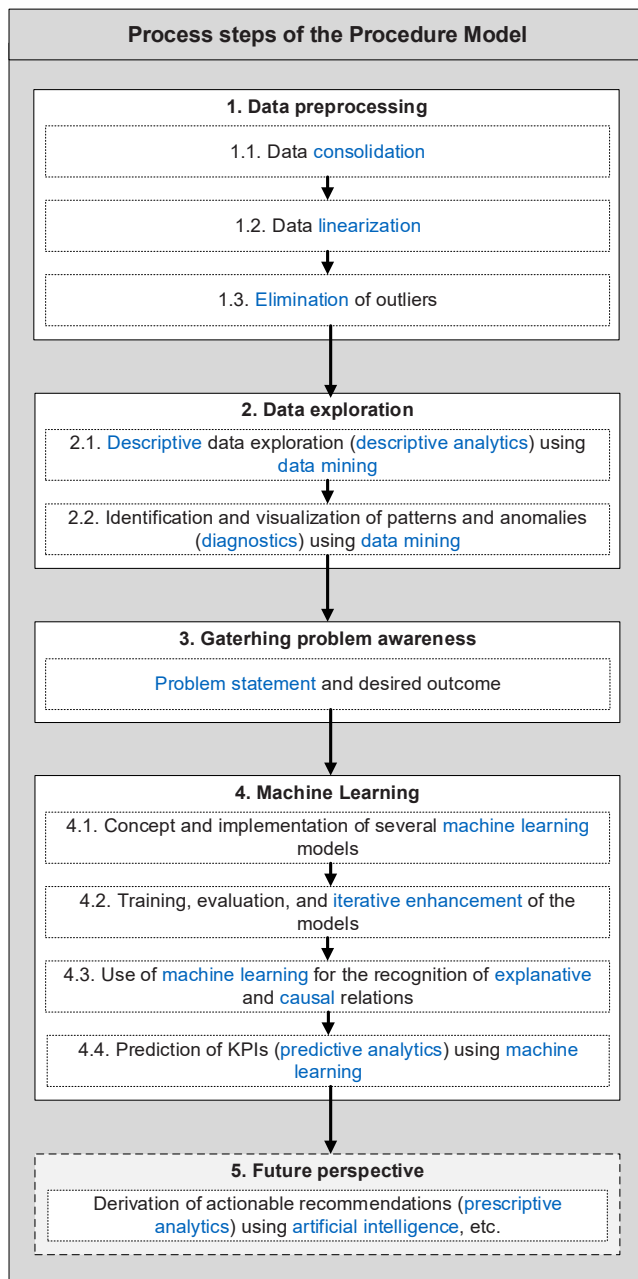 Process steps of the Procedure Model
1. Data preprocessing
1.1. Data consolidation
1.2. Data linearization
1.3. Elimination of outliers
2. Data exploration
2.1. Descriptive data exploration (descriptive analytics) using
data mining
2.2. Identification and visualization of patterns and anomalies
(diagnostics) using data mining
3. Gaterhing problem awareness
Problem statement and desired outcome
4. Machine Learning
4.1. Concept and implementation of several machine learning
models
4.2. Training, evaluation, and iterative enhancement of the
models
4.3. Use of machine learning for the recognition of explanative
and causal relations
4.4. Prediction of KPIs (predictive analytics) using machine
learning
5. Future perspective
Derivation of actionable recommendations (prescriptive
analytics) using artificial intelligence, etc.